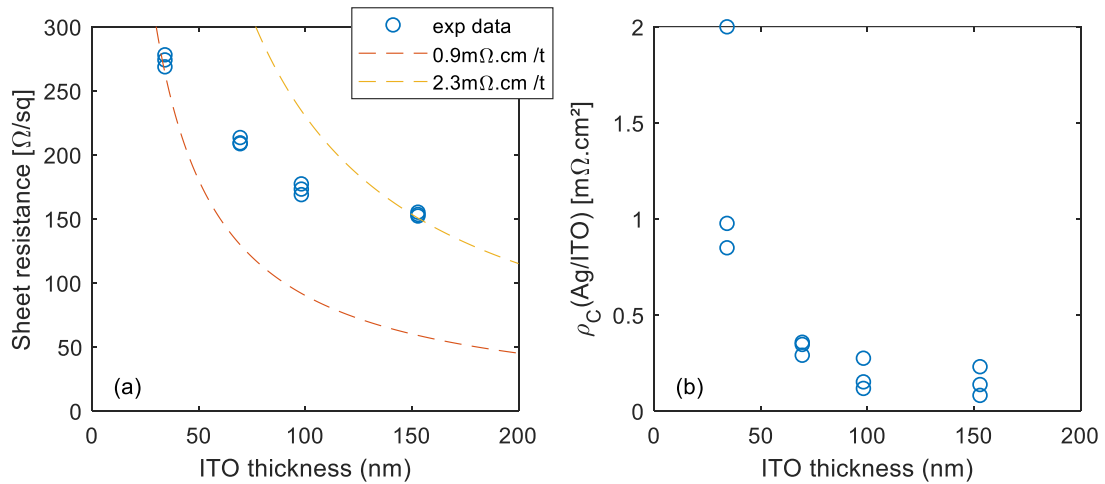 exp data
0.9mΩ.cm /t
2.3mΩ.cm /t
300
250
200
150
100
50
0
Sheet resistance [Ω/sq]
(a)
0 50 100 150 200
ITO thickness (nm)
2
1.5
1
0.5
0
ρC(Ag/ITO) [mΩ.cm²]
(b)
0 50 100 150 200
ITO thickness (nm)